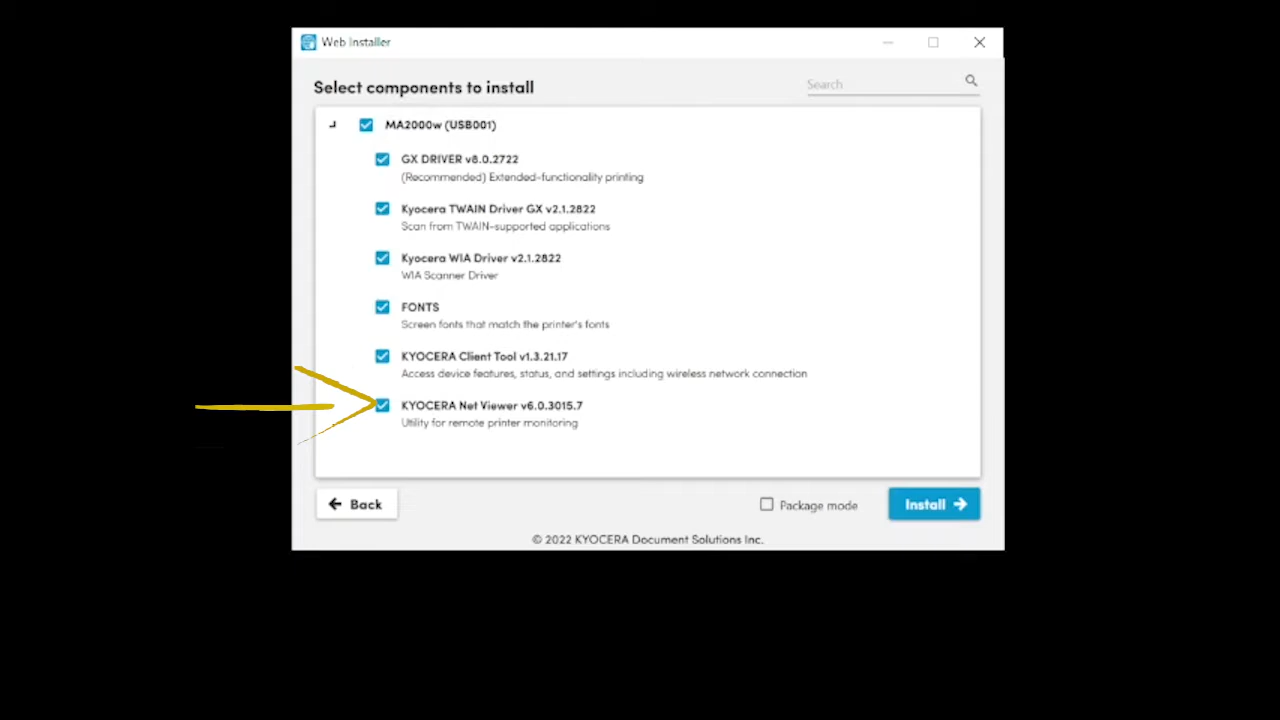 Web Installer
Select components to install
Search
MA2000w (USB001)
GX DRIVER v8.0.2722
(Recommended) Extended-functionality printing
Kyocera TWAIN Driver GX v2.1.2822
Scan from TWAIN-supported applications
Kyocera WIA Driver v2.1.2822
WIA Scanner Driver
FONTS
Screen fonts that match the printer's fonts
KYOCERA Client Tool v1.3.21.17
Access device features, status, and settings including wireless network connection
KYOCERA Net Viewer v6.0.3015.7
Utility for remote printer monitoring
Back
Package mode
Install
© 2022 KYOCERA Document Solutions Inc.